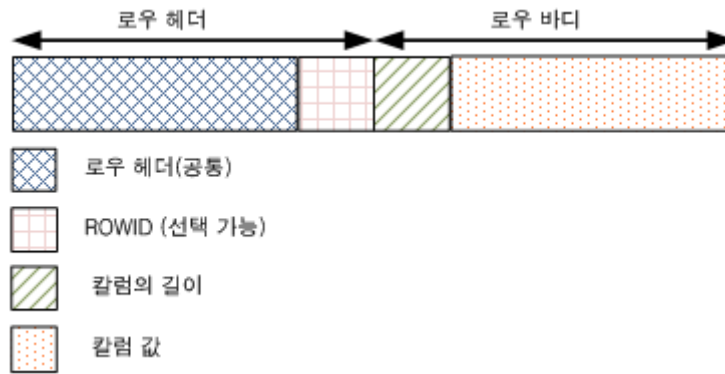 로우 헤더
로우 바디
로우 헤더(공통)
ROWID (선택 가능)
칼럼의 길이
칼럼 값